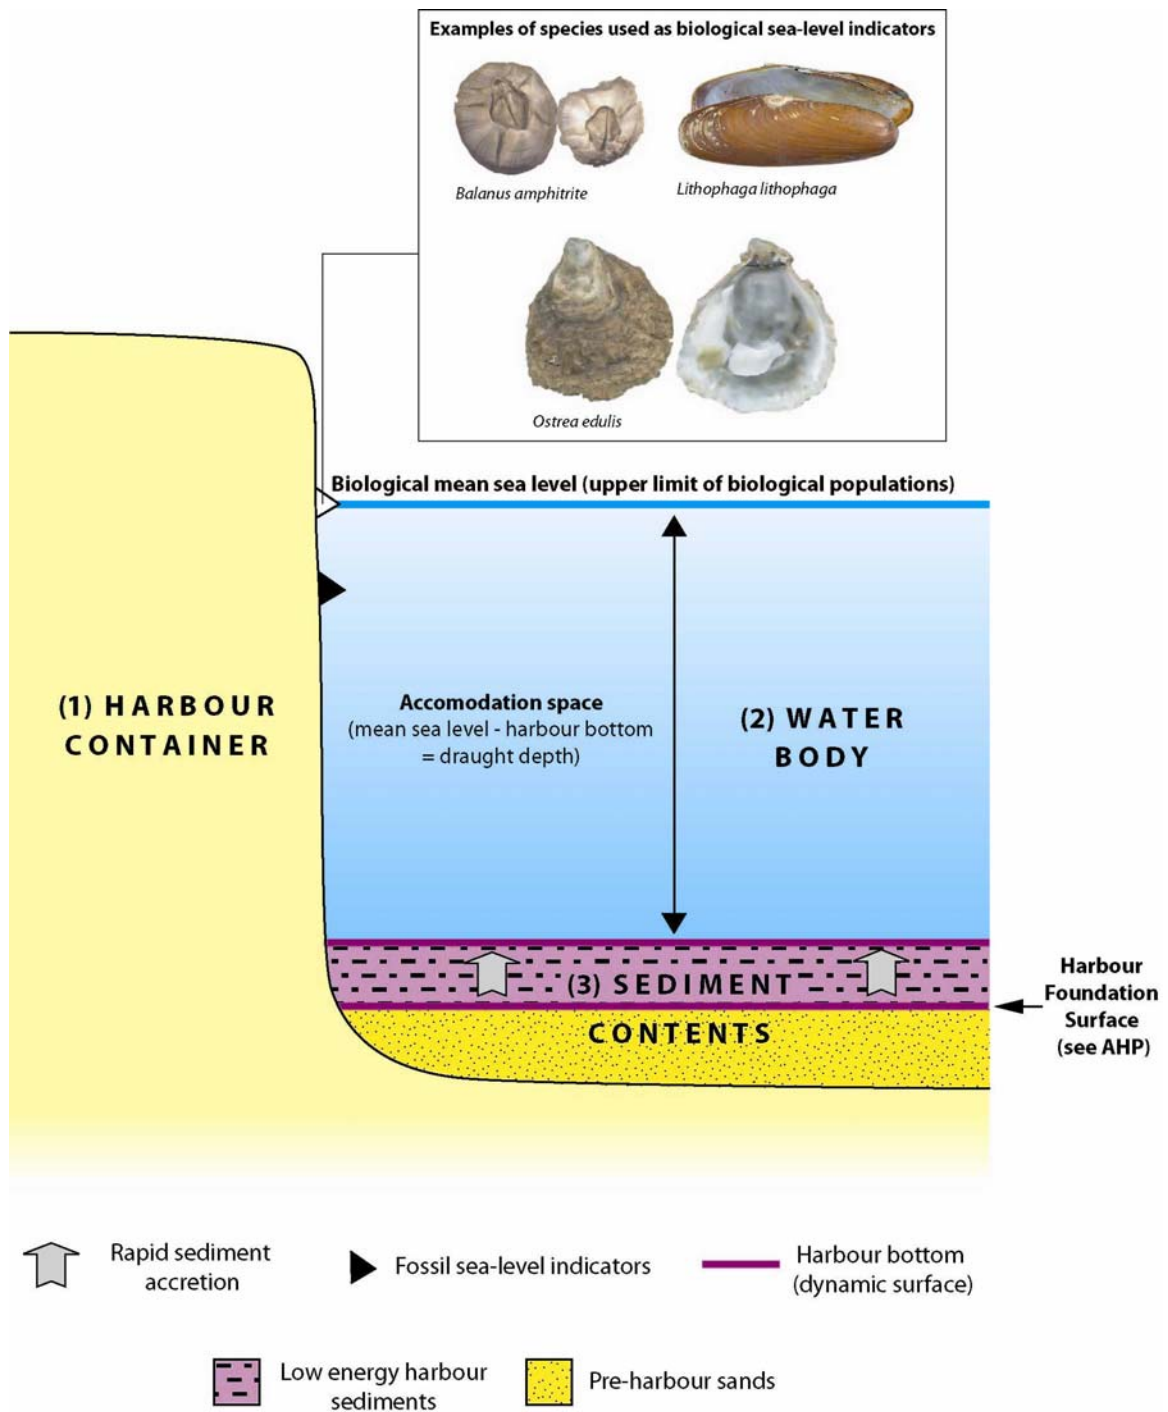 Examples of species used as biological sea-level indicators
Balanus amphitrite
Lithophaga lithophaga
Ostrea edulis
Biological mean sea level (upper limit of biological populations)
(1) HARBOUR
CONTAINER
Accomodation space
(mean sea level - harbour bottom
= draught depth)
(2) WATER
BODY
(3) SEDIMENT
CONTENTS
Harbour
Foundation
Surface
(see AHP)
Rapid sediment
accretion
Fossil sea-level indicators
Harbour bottom
(dynamic surface)
Low energy harbour
sediments
Pre-harbour sands